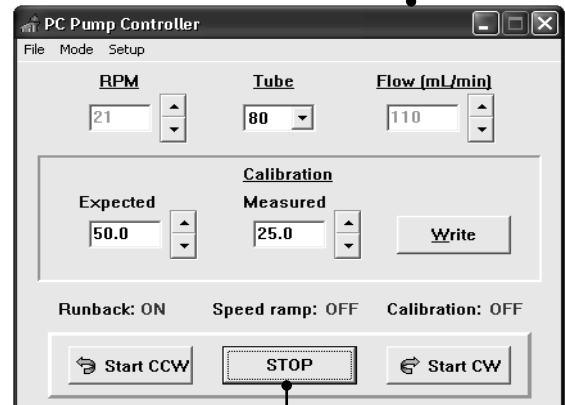 PC Pump Controller
File Mode Setup
RPM Tube Flow (mL/min)
21 80 110
Calibration
Expected Measured
50.0 25.0 Write
Runback: ON Speed ramp: OFF Calibration: OFF
Start CCW STOP Start CW